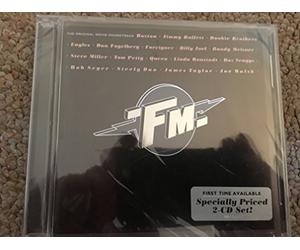 THE ORIGINAL MOVIE SOUNDTRACK Boston · Jimmy Buffett · Doobie Brothers
Eagles · Dan Fogelberg · Foreigner · Billy Joel · Randy Meisner
Steve Miller · Tom Petty · Queen · Linda Ronstadt · Boz Scaggs
Bob Seger · Steely Dan · James Taylor · Joe Walsh
FM
FIRST TIME AVAILABLE
Specially Priced
2-CD Set!